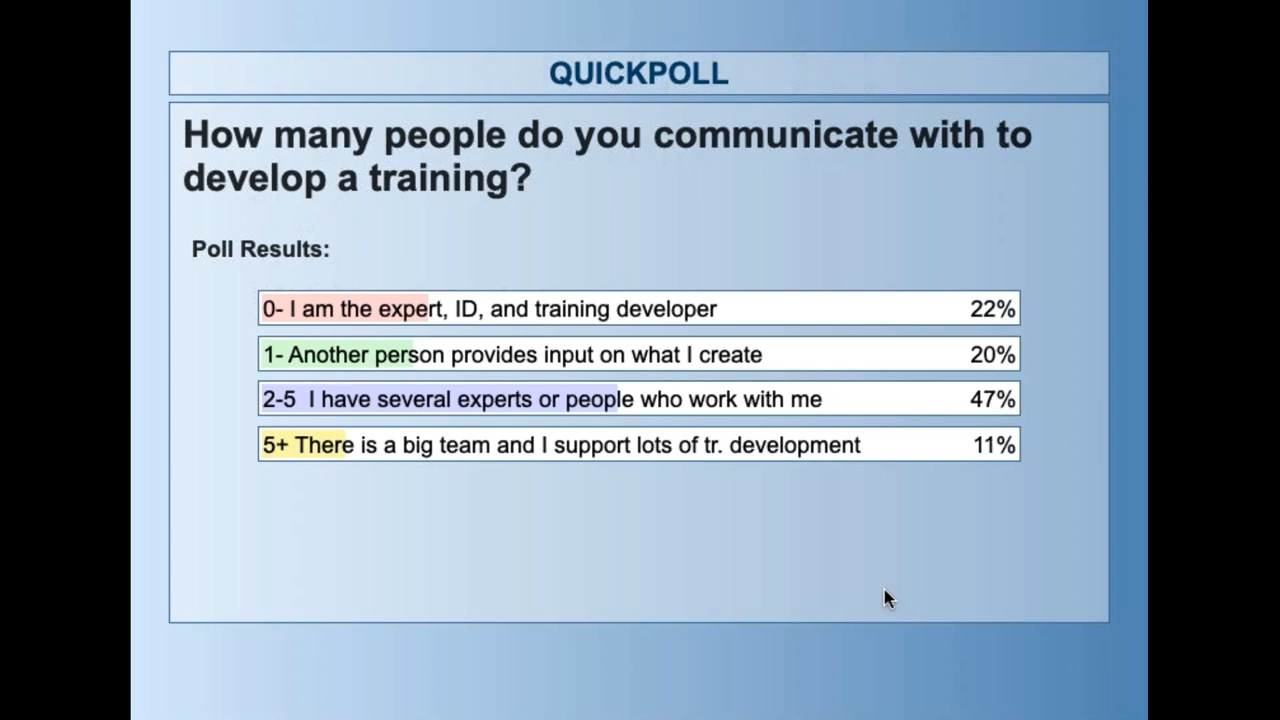 QUICKPOLL
How many people do you communicate with to
develop a training?
Poll Results:
0- I am the expert, ID, and training developer 22%
1- Another person provides input on what I create 20%
2-5  I have several experts or people who work with me 47%
5+ There is a big team and I support lots of tr. development 11%